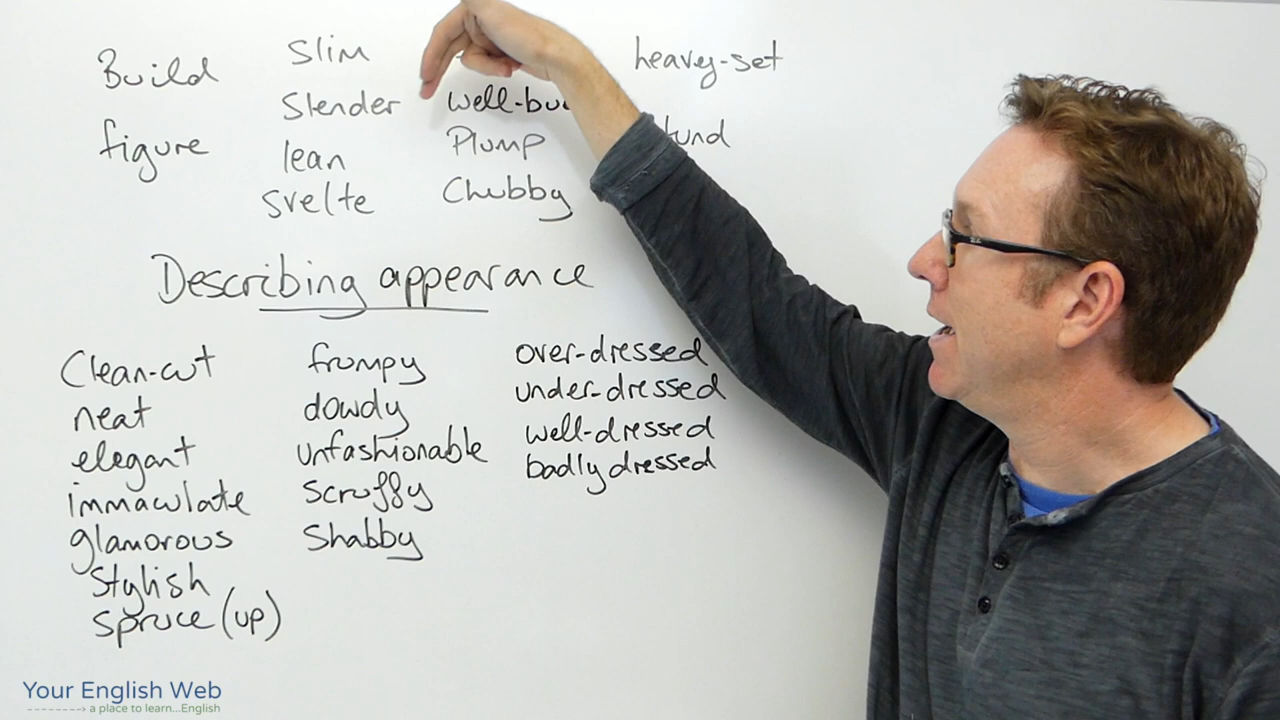 Build
figure
Slim
Slender
lean
svelte
Plump
Chubby
heavey-set
Describing appearance
Clean-cut
neat
elegant
immaculate
glamorous
Stylish
spruce (up)
frumpy
dowdy
unfashionable
Scruffy
Shabby
over-dressed
under-dressed
well-dressed
badly dressed
Your English Web
a place to learn...English